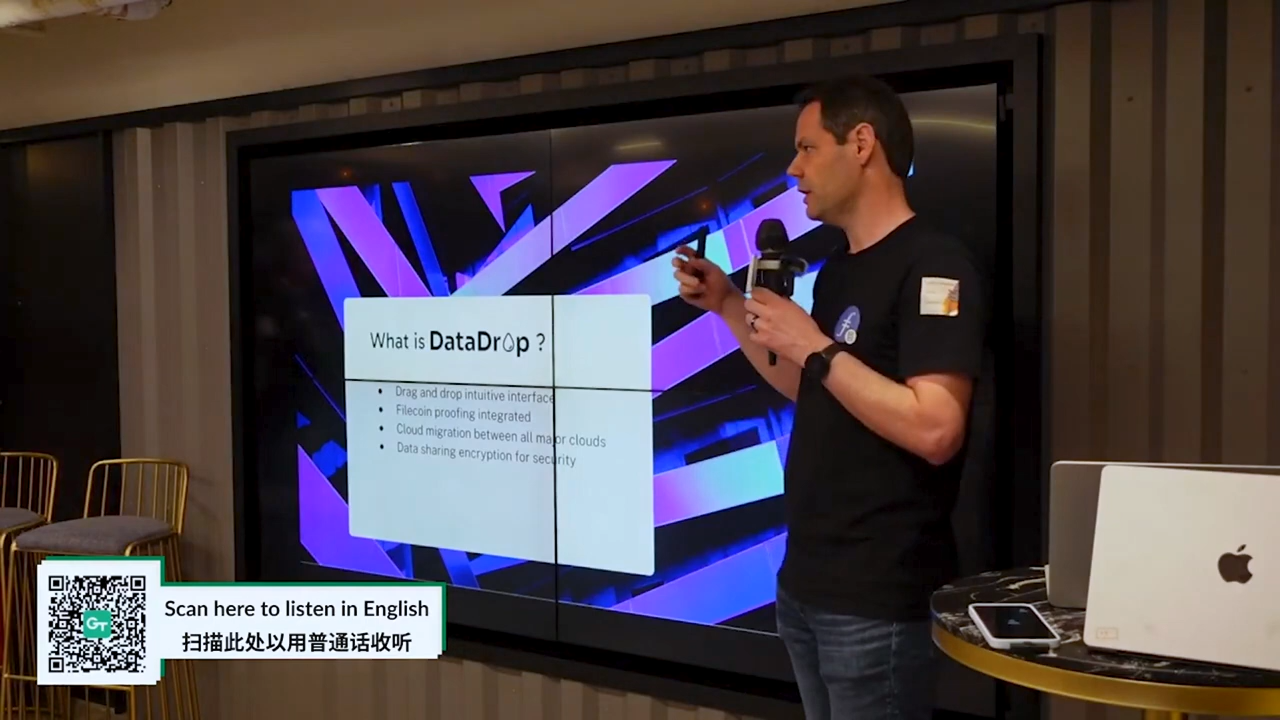 What is DataDrop ?
• Drag and drop intuitive interface
• Filecoin proofing integrated
• Cloud migration between all major clouds
• Data sharing encryption for security
GT
Scan here to listen in English
扫描此处以用普通话收听